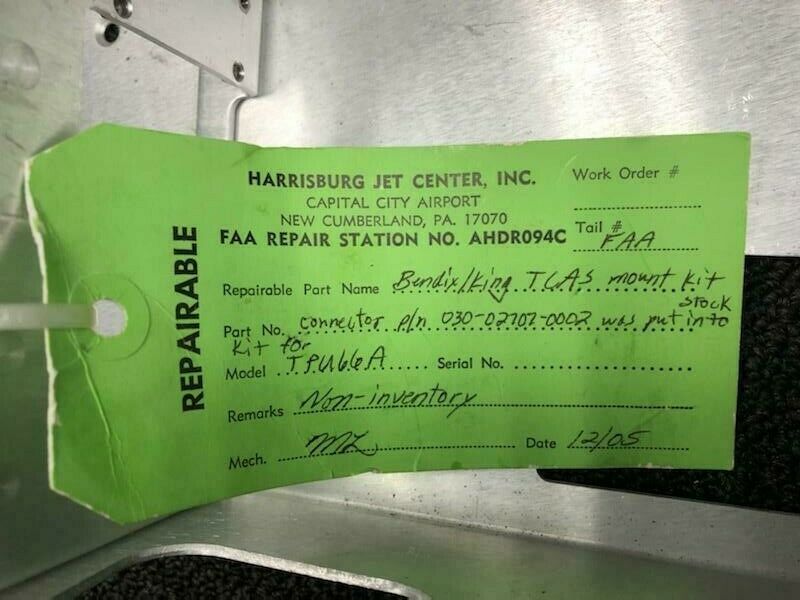 HARRISBURG JET CENTER, INC.
CAPITAL CITY AIRPORT
NEW CUMBERLAND, PA. 17070
FAA REPAIR STATION NO. AHDR094C
Work Order #
Tail # FAA
REPAIRABLE
Repairable Part Name Bendix/King TCAS mount kit
Part No. connector p/n 030-02707-0002 was put into stock
Kit for
Model TPU66A Serial No.
Remarks Non-inventory
Mech. ML Date 12/05